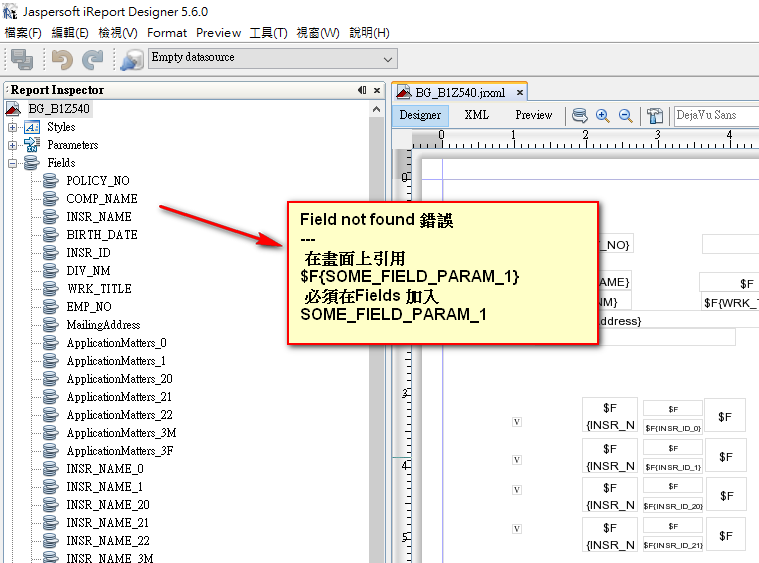 Jaspersoft iReport Designer 5.6.0
檔案(F) 編輯(E) 檢視(V) Format Preview 工具(T) 視窗(W) 說明(H)
Empty datasource
Report Inspector
BG_B1Z540
Styles
Parameters
Fields
POLICY_NO
COMP_NAME
INSR_NAME
BIRTH_DATE
INSR_ID
DIV_NM
WRK_TITLE
EMP_NO
MailingAddress
ApplicationMatters_0
ApplicationMatters_1
ApplicationMatters_20
ApplicationMatters_21
ApplicationMatters_22
ApplicationMatters_3M
ApplicationMatters_3F
INSR_NAME_0
INSR_NAME_1
INSR_NAME_20
INSR_NAME_21
INSR_NAME_22
INSR_NAME_3M
BG_B1Z540.jrxml
Designer XML Preview DejaVu Sans
0 1 2 3 4
0
Field not found 錯誤
---
在畫面上引用
$F{SOME_FIELD_PARAM_1}
必須在Fields 加入
SOME_FIELD_PARAM_1
_NO}
AME}
$F
NM}
$F{WRK_T
ddress}
3
4
5
v
$F
{INSR_N
$F
$F{INSR_ID_0}
$F
v
$F
{INSR_N
$F
$F{INSR_ID_1}
$F
v
$F
{INSR_N
$F
$F{INSR_ID_20}
$F
v
$F
{INSR_N
$F
$F{INSR_ID_21}
$F